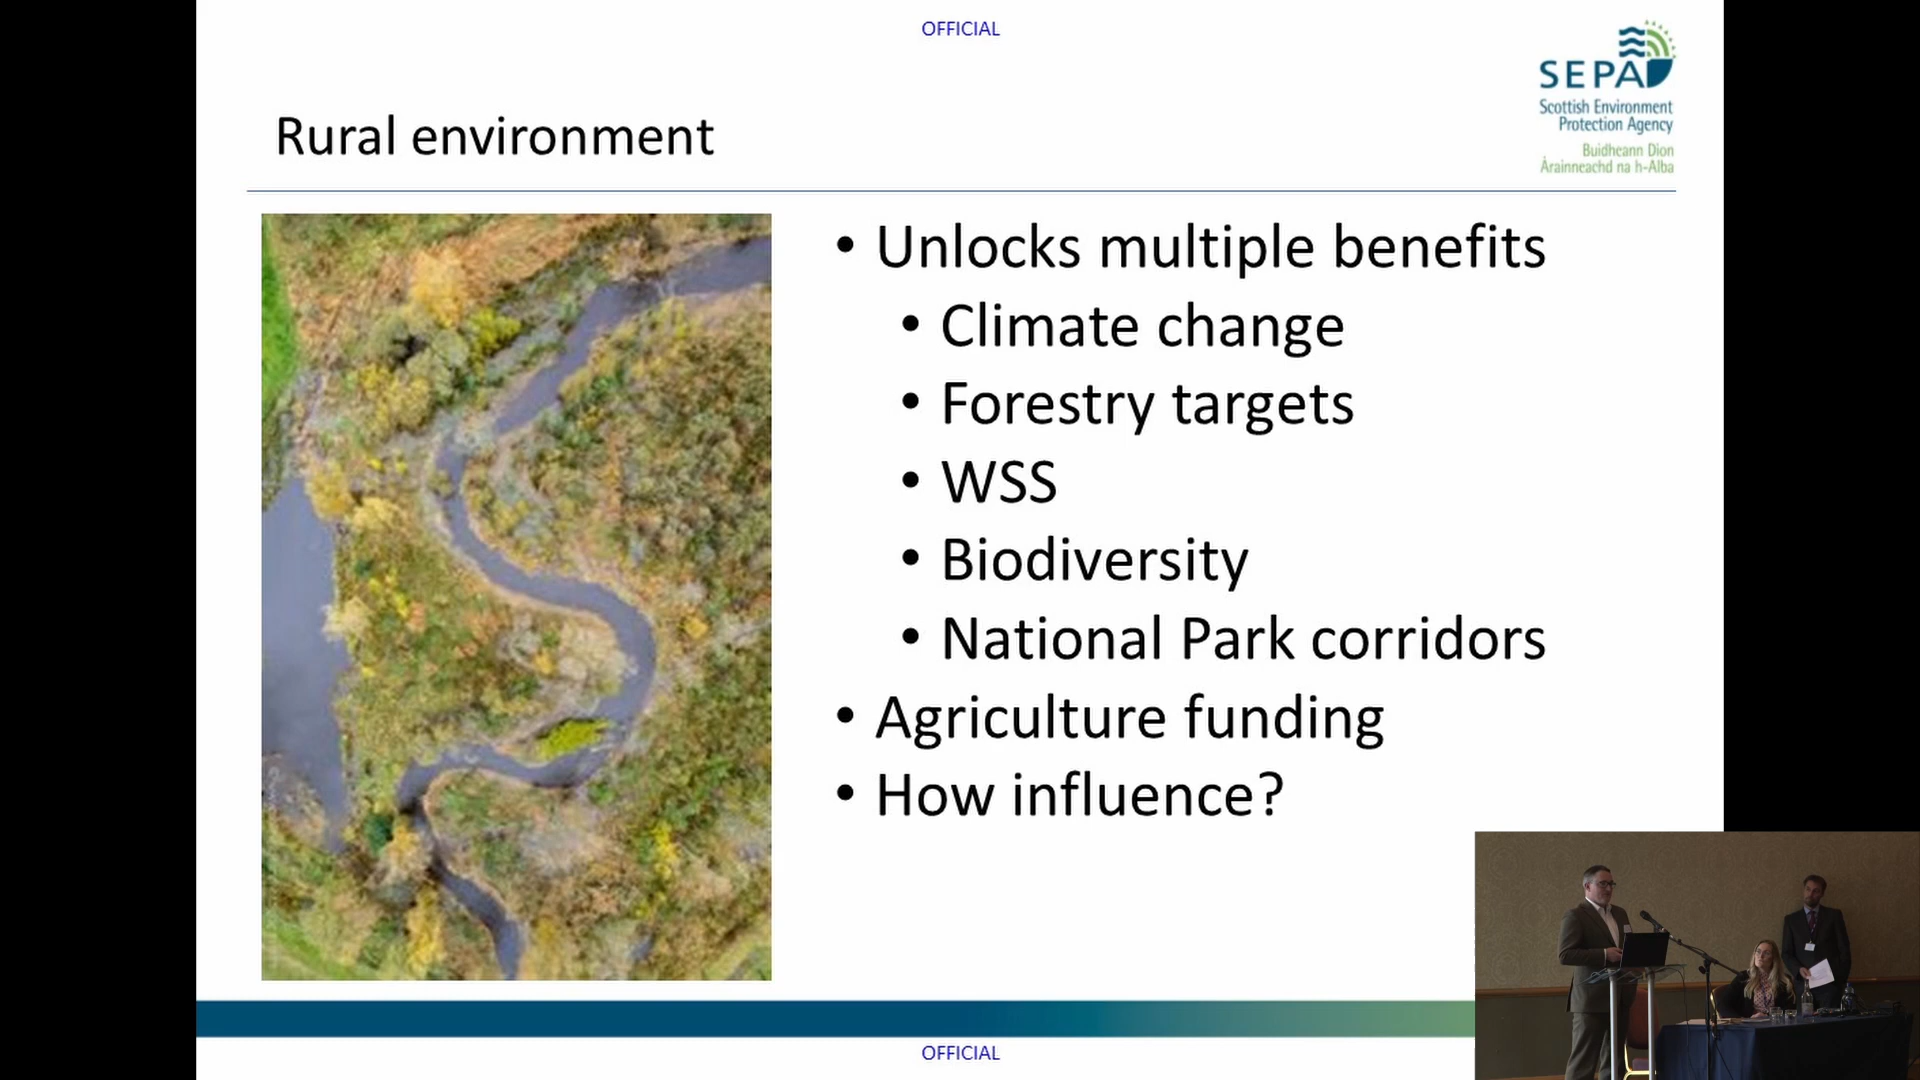 OFFICIAL
SEPA
Scottish Environment
Protection Agency
Buidheann Dìon
Àrainneachd na h-Alba
Rural environment
• Unlocks multiple benefits
• Climate change
• Forestry targets
• WSS
• Biodiversity
• National Park corridors
• Agriculture funding
• How influence?
OFFICIAL